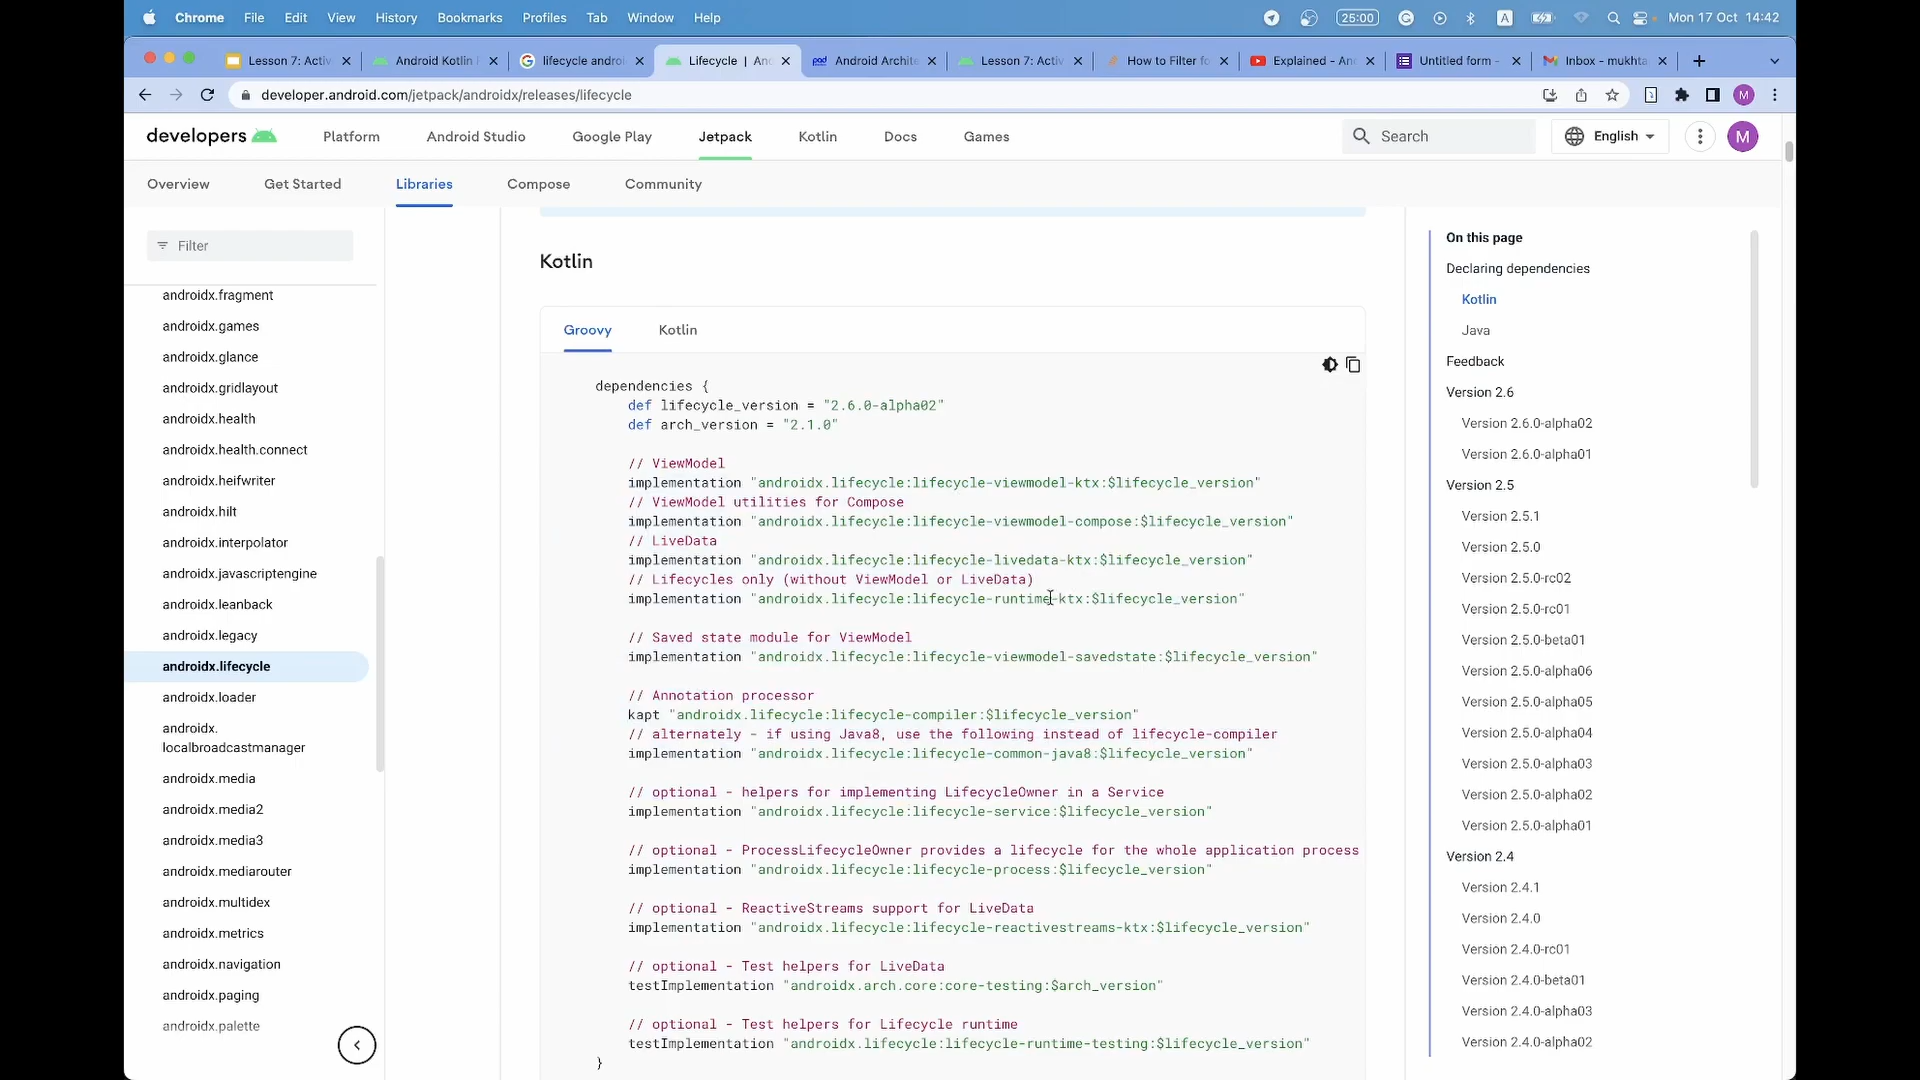 Chrome File Edit View History Bookmarks Profiles Tab Window Help 25:00 A Mon 17 Oct 14:42
Lesson 7: Activ Android Kotlin lifecycle androi Lifecycle | An Android Archite Lesson 7: Activ How to Filter fo Explained - An Untitled form - Inbox - mukhta
developer.android.com/jetpack/androidx/releases/lifecycle M
developers Platform Android Studio Google Play Jetpack Kotlin Docs Games Search English M
Overview Get Started Libraries Compose Community
Filter
androidx.fragment
androidx.games
androidx.glance
androidx.gridlayout
androidx.health
androidx.health.connect
androidx.heifwriter
androidx.hilt
androidx.interpolator
androidx.javascriptengine
androidx.leanback
androidx.legacy
androidx.lifecycle
androidx.loader
androidx.
localbroadcastmanager
androidx.media
androidx.media2
androidx.media3
androidx.mediarouter
androidx.multidex
androidx.metrics
androidx.navigation
androidx.paging
androidx.palette
Kotlin
Groovy Kotlin
dependencies {
def lifecycle_version = "2.6.0-alpha02"
def arch_version = "2.1.0"
// ViewModel
implementation "androidx.lifecycle:lifecycle-viewmodel-ktx:$lifecycle_version"
// ViewModel utilities for Compose
implementation "androidx.lifecycle:lifecycle-viewmodel-compose:$lifecycle_version"
// LiveData
implementation "androidx.lifecycle:lifecycle-livedata-ktx:$lifecycle_version"
// Lifecycles only (without ViewModel or LiveData)
implementation "androidx.lifecycle:lifecycle-runtime-ktx:$lifecycle_version"
// Saved state module for ViewModel
implementation "androidx.lifecycle:lifecycle-viewmodel-savedstate:$lifecycle_version"
// Annotation processor
kapt "androidx.lifecycle:lifecycle-compiler:$lifecycle_version"
// alternately - if using Java8, use the following instead of lifecycle-compiler
implementation "androidx.lifecycle:lifecycle-common-java8:$lifecycle_version"
// optional - helpers for implementing LifecycleOwner in a Service
implementation "androidx.lifecycle:lifecycle-service:$lifecycle_version"
// optional - ProcessLifecycleOwner provides a lifecycle for the whole application process
implementation "androidx.lifecycle:lifecycle-process:$lifecycle_version"
// optional - ReactiveStreams support for LiveData
implementation "androidx.lifecycle:lifecycle-reactivestreams-ktx:$lifecycle_version"
// optional - Test helpers for LiveData
testImplementation "androidx.arch.core:core-testing:$arch_version"
// optional - Test helpers for Lifecycle runtime
testImplementation "androidx.lifecycle:lifecycle-runtime-testing:$lifecycle_version"
}
On this page
Declaring dependencies
Kotlin
Java
Feedback
Version 2.6
Version 2.6.0-alpha02
Version 2.6.0-alpha01
Version 2.5
Version 2.5.1
Version 2.5.0
Version 2.5.0-rc02
Version 2.5.0-rc01
Version 2.5.0-beta01
Version 2.5.0-alpha06
Version 2.5.0-alpha05
Version 2.5.0-alpha04
Version 2.5.0-alpha03
Version 2.5.0-alpha02
Version 2.5.0-alpha01
Version 2.4
Version 2.4.1
Version 2.4.0
Version 2.4.0-rc01
Version 2.4.0-beta01
Version 2.4.0-alpha03
Version 2.4.0-alpha02